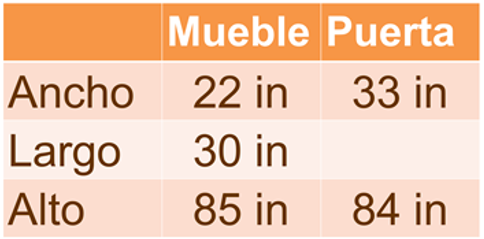 Mueble Puerta
Ancho 22 in 33 in
Largo 30 in
Alto 85 in 84 in